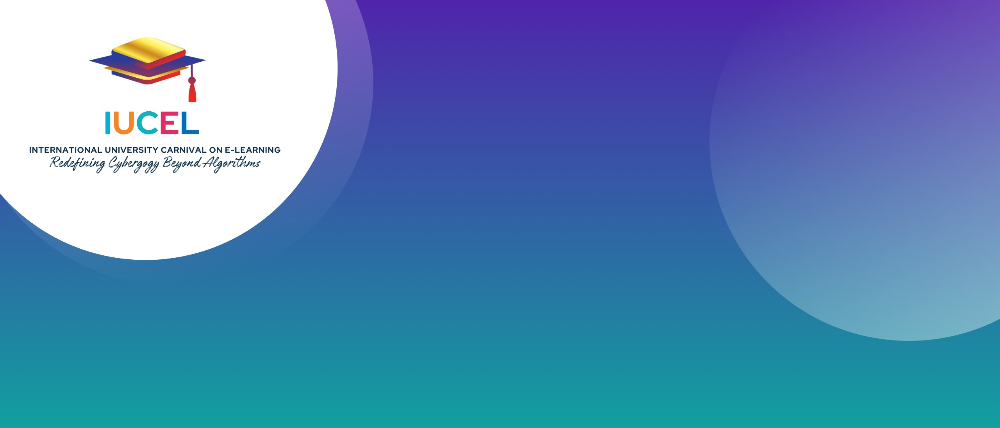 IUCEL
INTERNATIONAL UNIVERSITY CARNIVAL ON E-LEARNING
Redefining Cybergogy Beyond Algorithms